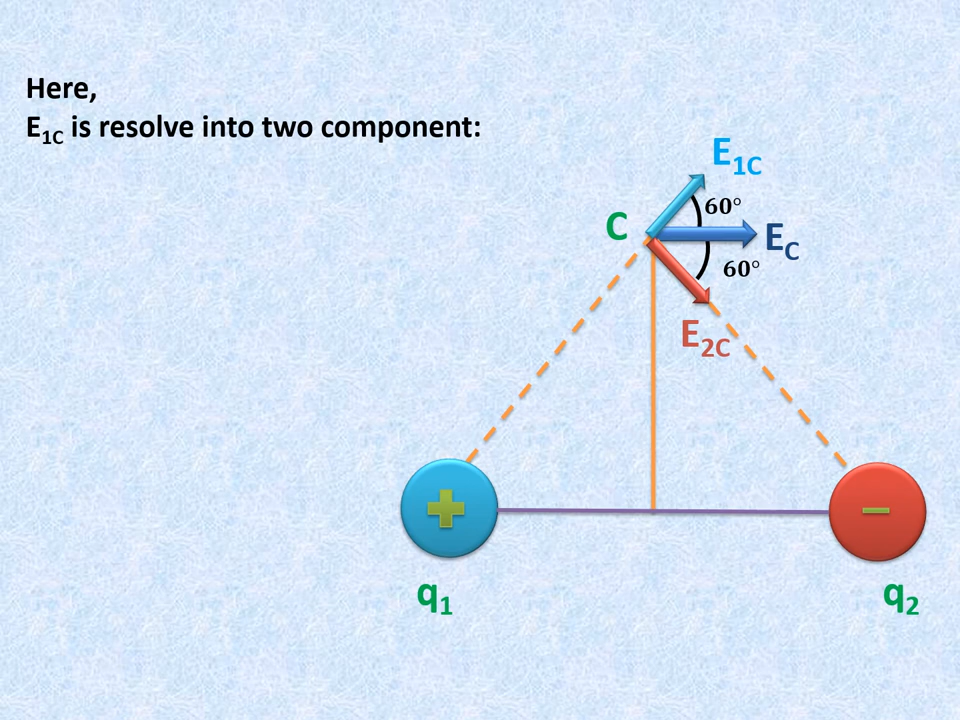 Here,
E1C is resolve into two component:
E1C
60°
C
EC
60°
E2C
+
−
q1
q2